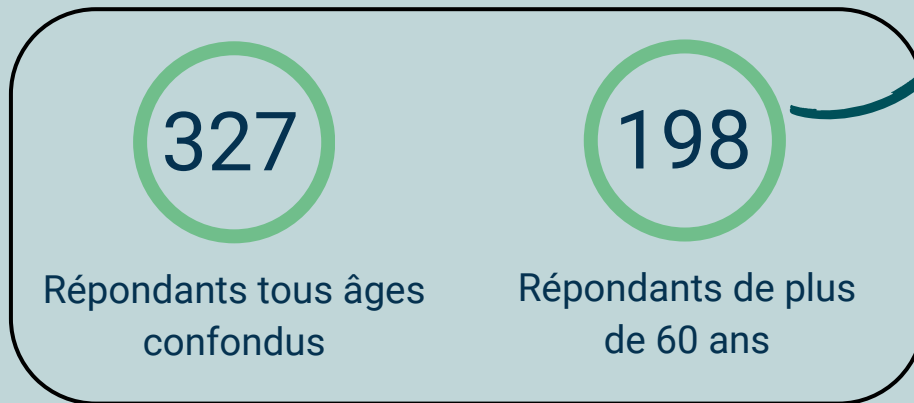 327
Répondants tous âges
confondus
198
Répondants de plus
de 60 ans